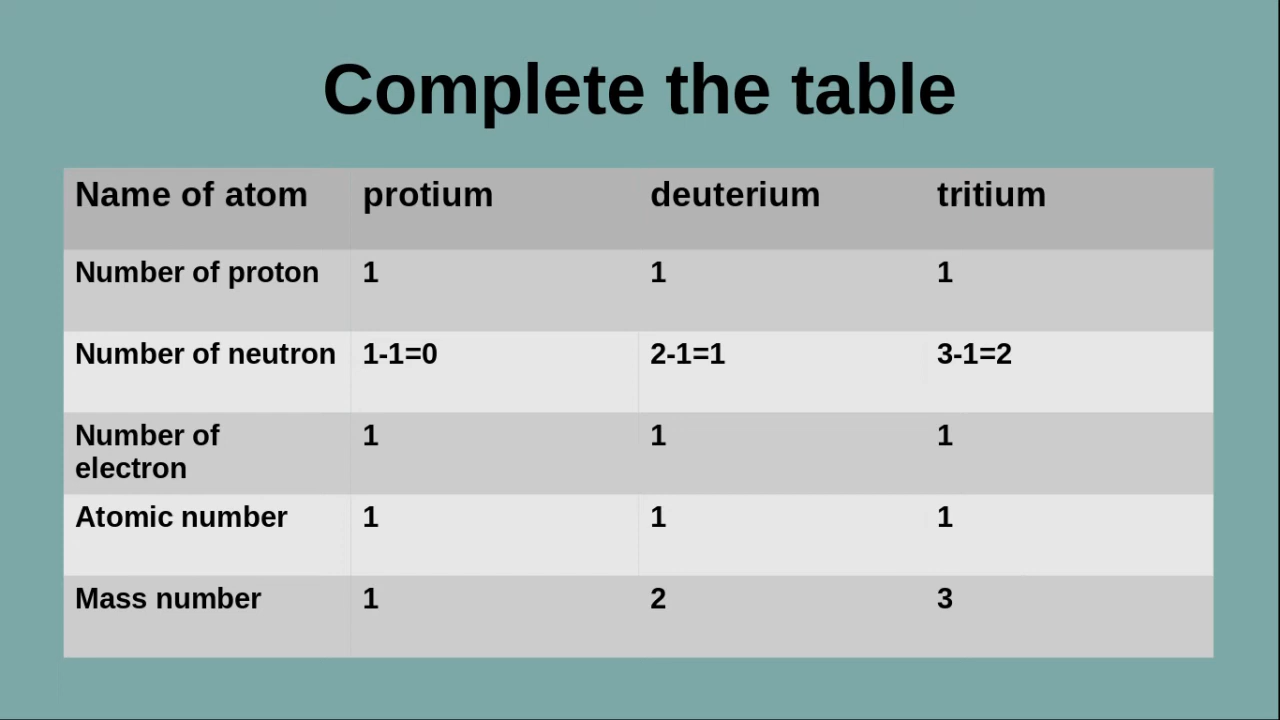 Complete the table
Name of atom protium deuterium tritium
Number of proton 1 1 1
Number of neutron 1-1=0 2-1=1 3-1=2
Number of
electron 1 1 1
Atomic number 1 1 1
Mass number 1 2 3